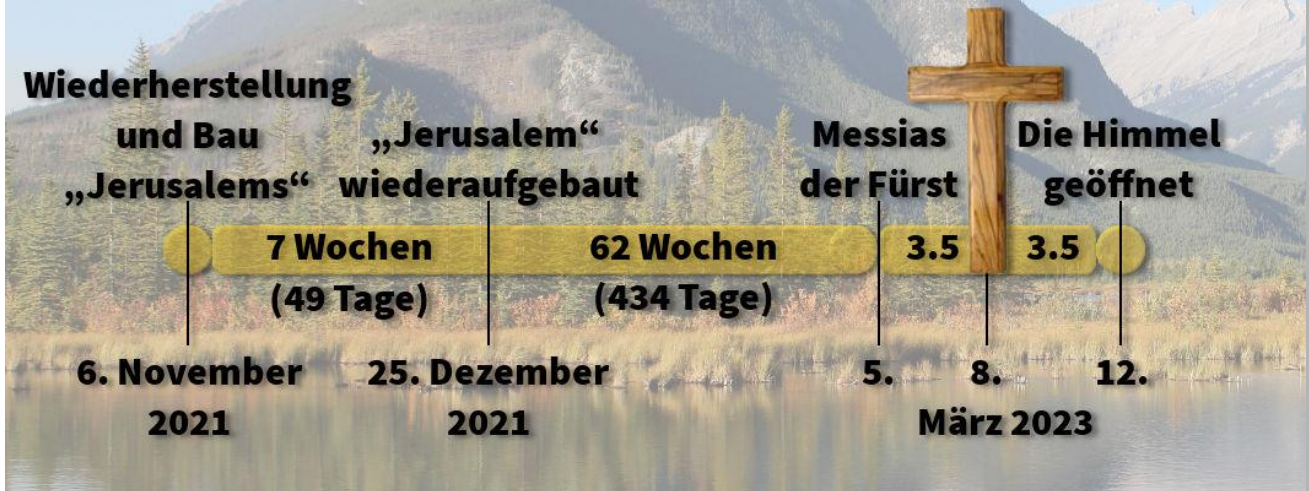 Wiederherstellung
und Bau
„Jerusalems“
„Jerusalem“
wiederaufgebaut
Messias
der Fürst
Die Himmel
geöffnet
7 Wochen
(49 Tage)
62 Wochen
(434 Tage)
3.5
3.5
6. November
2021
25. Dezember
2021
5.
8.
12.
März 2023